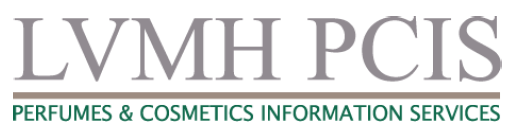 LVMH PCIS
PERFUMES & COSMETICS INFORMATION SERVICES